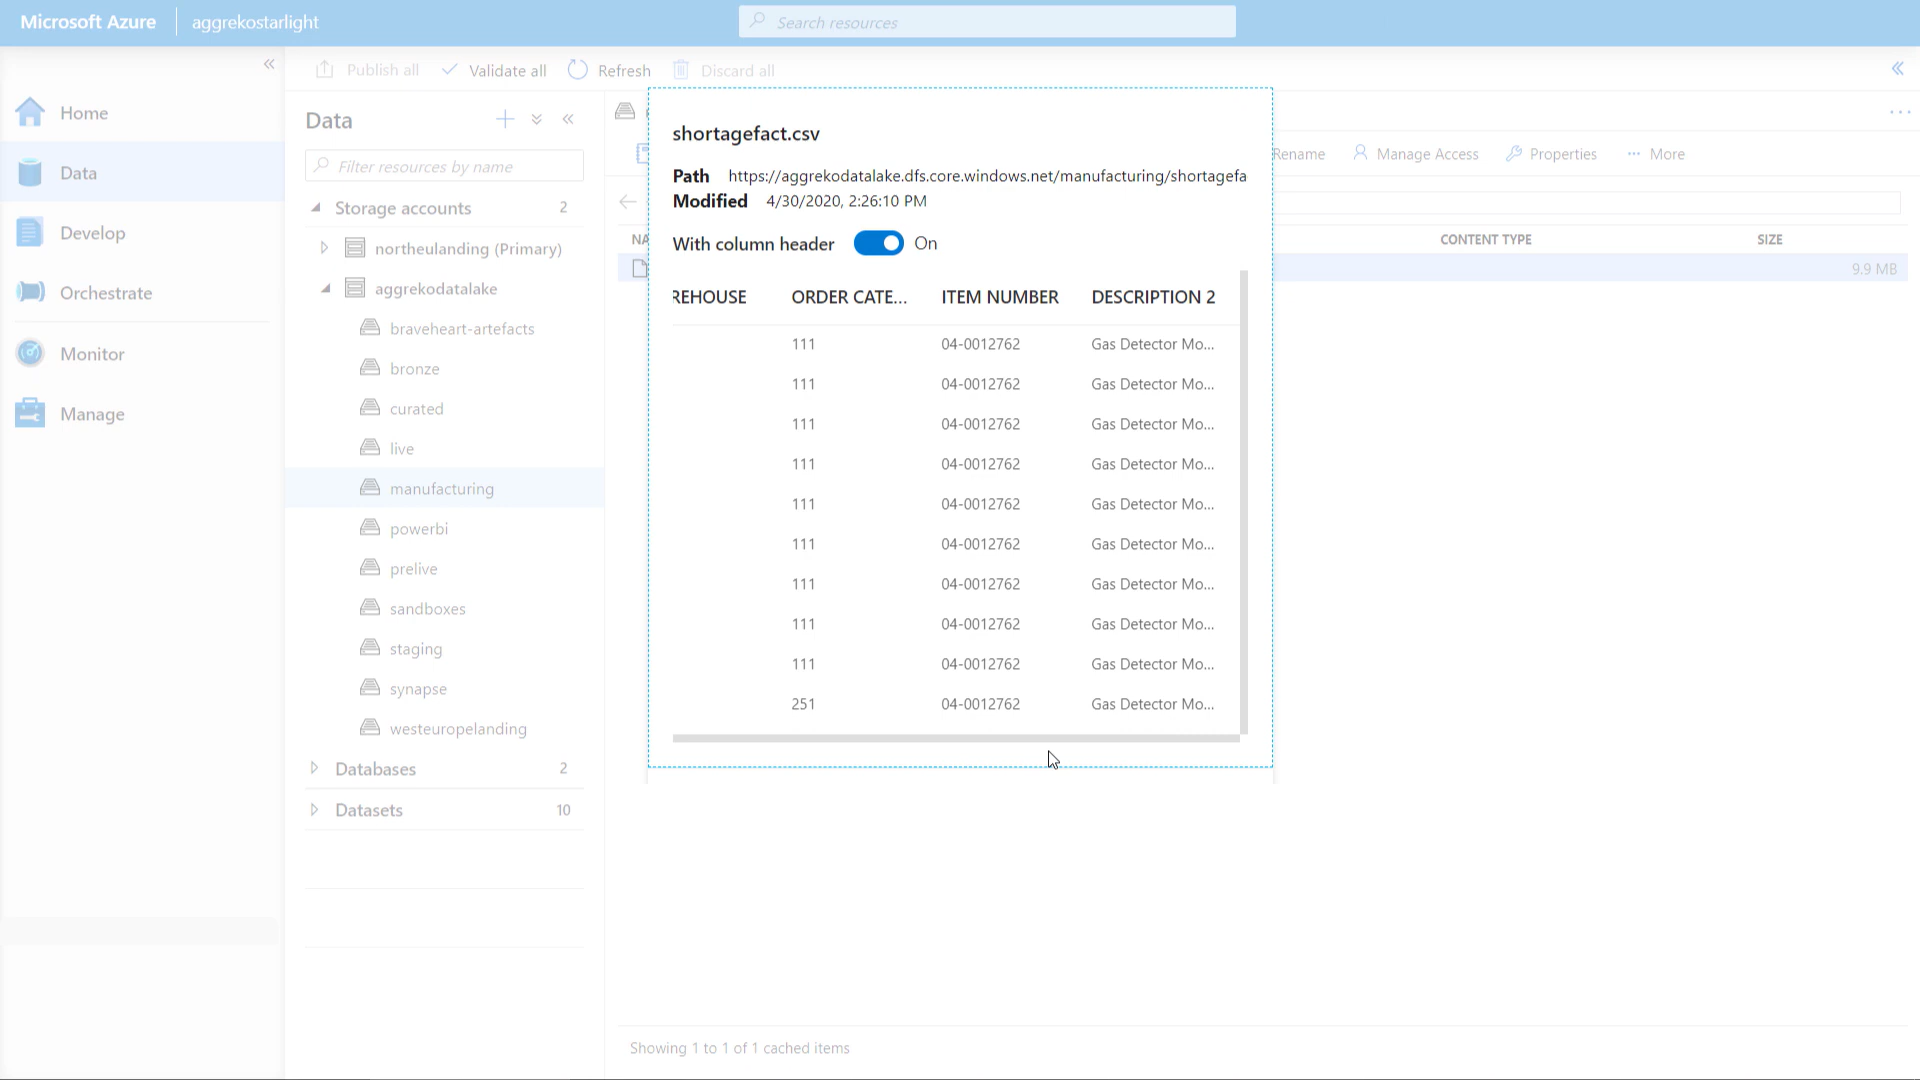 Microsoft Azure
aggrekostarlight
Search resources
Publish all
Validate all
Refresh
Discard all
Home
Data
Develop
Orchestrate
Monitor
Manage
Data
Filter resources by name
Storage accounts 2
northeulanding (Primary)
aggrekodatalake
braveheart-artefacts
bronze
curated
live
manufacturing
powerbi
prelive
sandboxes
staging
synapse
westeuropelanding
Databases 2
Datasets 10
Rename
Manage Access
Properties
More
NA
CONTENT TYPE
SIZE
9.9 MB
shortagefact.csv
Path https://aggrekodatalake.dfs.core.windows.net/manufacturing/shortagefa
Modified 4/30/2020, 2:26:10 PM
With column header On
REHOUSE ORDER CATE... ITEM NUMBER DESCRIPTION 2
111 04-0012762 Gas Detector Mo...
111 04-0012762 Gas Detector Mo...
111 04-0012762 Gas Detector Mo...
111 04-0012762 Gas Detector Mo...
111 04-0012762 Gas Detector Mo...
111 04-0012762 Gas Detector Mo...
111 04-0012762 Gas Detector Mo...
111 04-0012762 Gas Detector Mo...
111 04-0012762 Gas Detector Mo...
251 04-0012762 Gas Detector Mo...
Showing 1 to 1 of 1 cached items